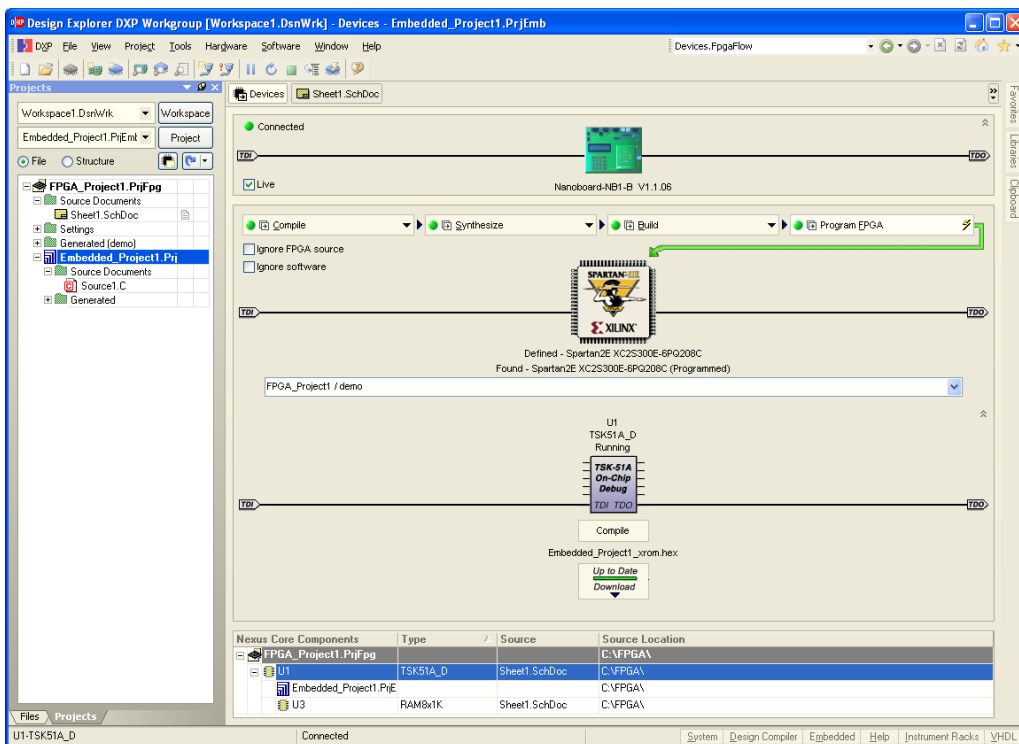 DXP Design Explorer DXP Workgroup [Workspace1.DsnWrk] - Devices - Embedded_Project1.PrjEmb
DXP File View Project Tools Hardware Software Window Help Devices.FpgaFlow
Projects
Devices Sheet1.SchDoc
Workspace1.DsnWrk Workspace
Embedded_Project1.PrjEmb Project
File Structure
FPGA_Project1.PrjFpg
Source Documents
Sheet1.SchDoc
Settings
Generated (demo)
Embedded_Project1.Prj
Source Documents
Source1.C
Generated
Connected
TDI TDO
Live
Nanoboard-NB1-B V1.1.06
Compile Synthesize Build Program FPGA
Ignore FPGA source
Ignore software
SPARTAN-IIE
XILINX
TDI TDO
Defined - Spartan2E XC2S300E-6PQ208C
Found - Spartan2E XC2S300E-6PQ208C (Programmed)
FPGA_Project1 / demo
U1
TSK51A_D
Running
TSK-51A
On-Chip
Debug
TDI TDO
TDI TDO
Compile
Embedded_Project1_xrom.hex
Up to Date
Download
Nexus Core Components Type Source Source Location
FPGA_Project1.PrjFpg C:\FPGA\
U1 TSK51A_D Sheet1.SchDoc C:\FPGA\
Embedded_Project1.PrjE C:\FPGA\
U3 RAM8x1K Sheet1.SchDoc C:\FPGA\
Favorites
Libraries
Clipboard
Files Projects
U1-TSK51A_D Connected System Design Compiler Embedded Help Instrument Racks VHDL